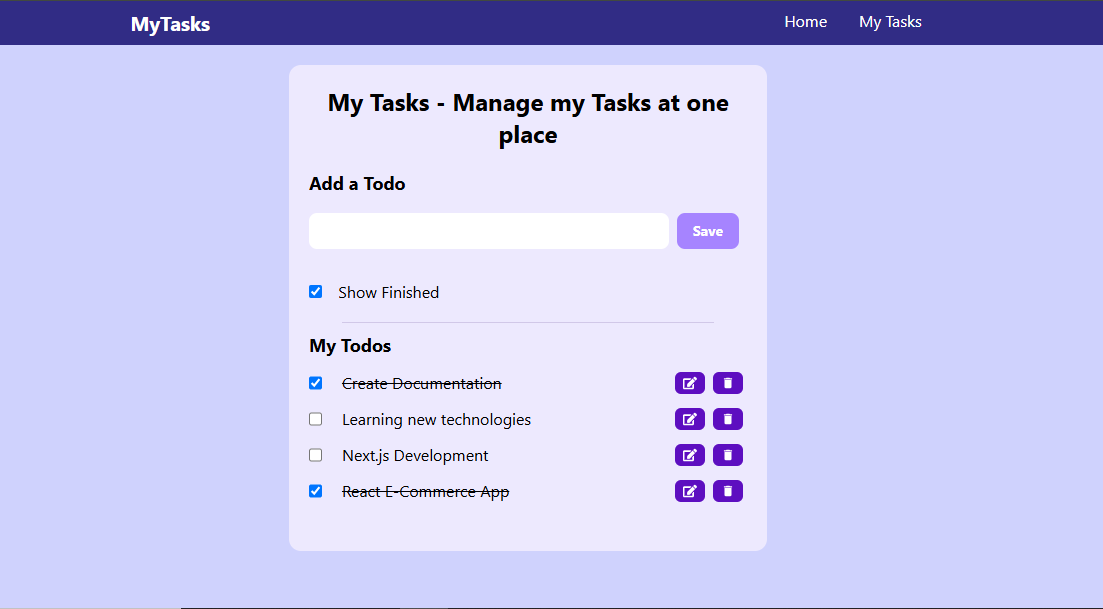 MyTasks
Home
My Tasks
My Tasks - Manage my Tasks at one
place
Add a Todo
Save
Show Finished
My Todos
Create Documentation
Learning new technologies
Next.js Development
React E-Commerce App